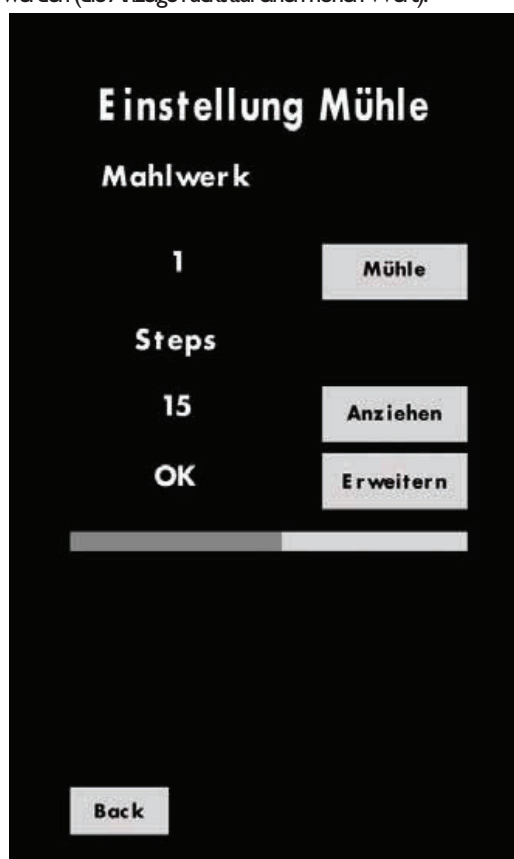 Einstellung Mühle
Mahlwerk
1 Mühle
Steps
15 Anziehen
OK Erweitern
Back